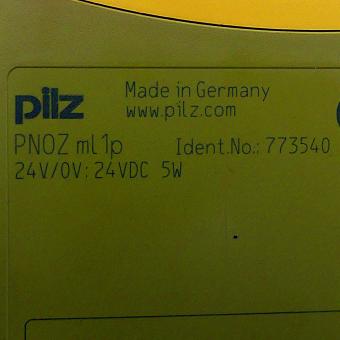 pilz
Made in Germany
www.pilz.com
PNOZ ml1p Ident.No.: 773540
24V/0V: 24VDC 5W